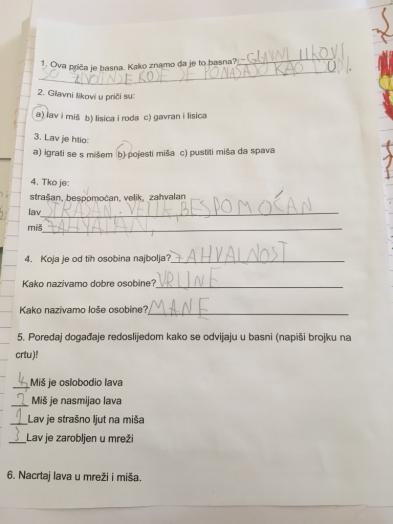 1. Ova priča je basna. Kako znamo da je to basna? GLAVNI LIKOVI
SO ŽIVOTINJE KOJE SE PONAŠAJU KAO LJUDI.
2. Glavni likovi u priči su:
a) lav i miš b) lisica i roda c) gavran i lisica
3. Lav je htio:
a) igrati se s mišem b) pojesti miša c) pustiti miša da spava
4. Tko je:
strašan, bespomoćan, velik, zahvalan
lav STRAŠAN, VELIK, BESPOMOĆAN
miš ZAHVALAN,
4. Koja je od tih osobina najbolja? ZAHVALNOST
Kako nazivamo dobre osobine? VRLINE
Kako nazivamo loše osobine? MANE
5. Poredaj događaje redoslijedom kako se odvijaju u basni (napiši brojku na
crtu)!
4 Miš je oslobodio lava
2 Miš je nasmijao lava
1 Lav je strašno ljut na miša
3 Lav je zarobljen u mreži
6. Nacrtaj lava u mreži i miša.